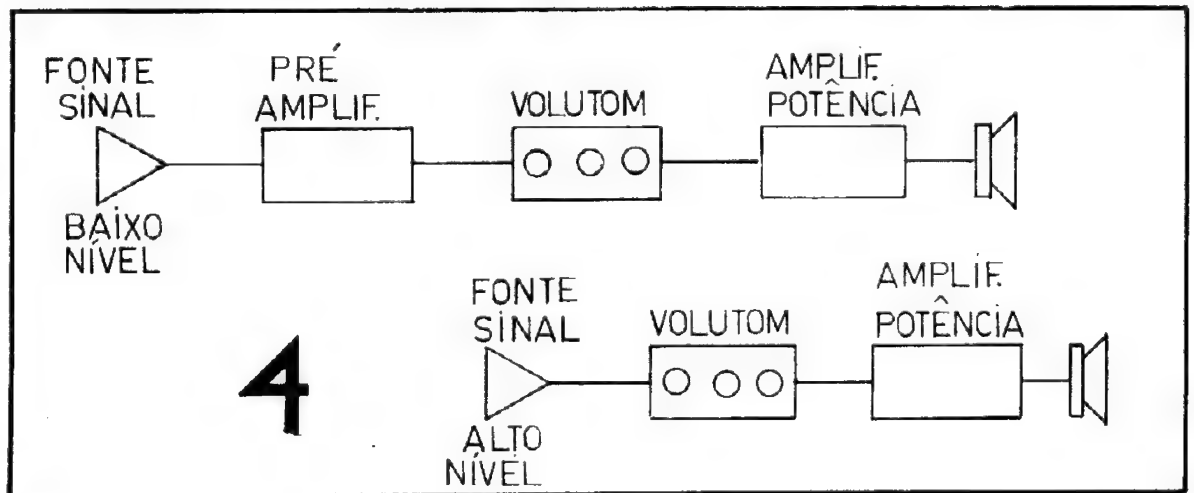 FONTE
SINAL
BAIXO
NÍVEL
PRÉ
AMPLIF.
VOLUTOM
AMPLIF.
POTÊNCIA
FONTE
SINAL
ALTO
NÍVEL
VOLUTOM
AMPLIF.
POTÊNCIA
4